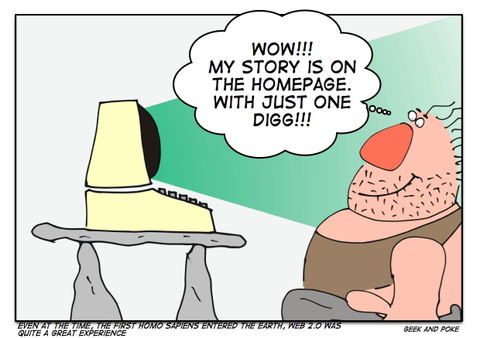 WOW!!!
MY STORY IS ON
THE HOMEPAGE.
WITH JUST ONE
DIGG!!!
EVEN AT THE TIME, THE FIRST HOMO SAPIENS ENTERED THE EARTH, WEB 2.0 WAS
QUITE A GREAT EXPERIENCE
GEEK AND POKE